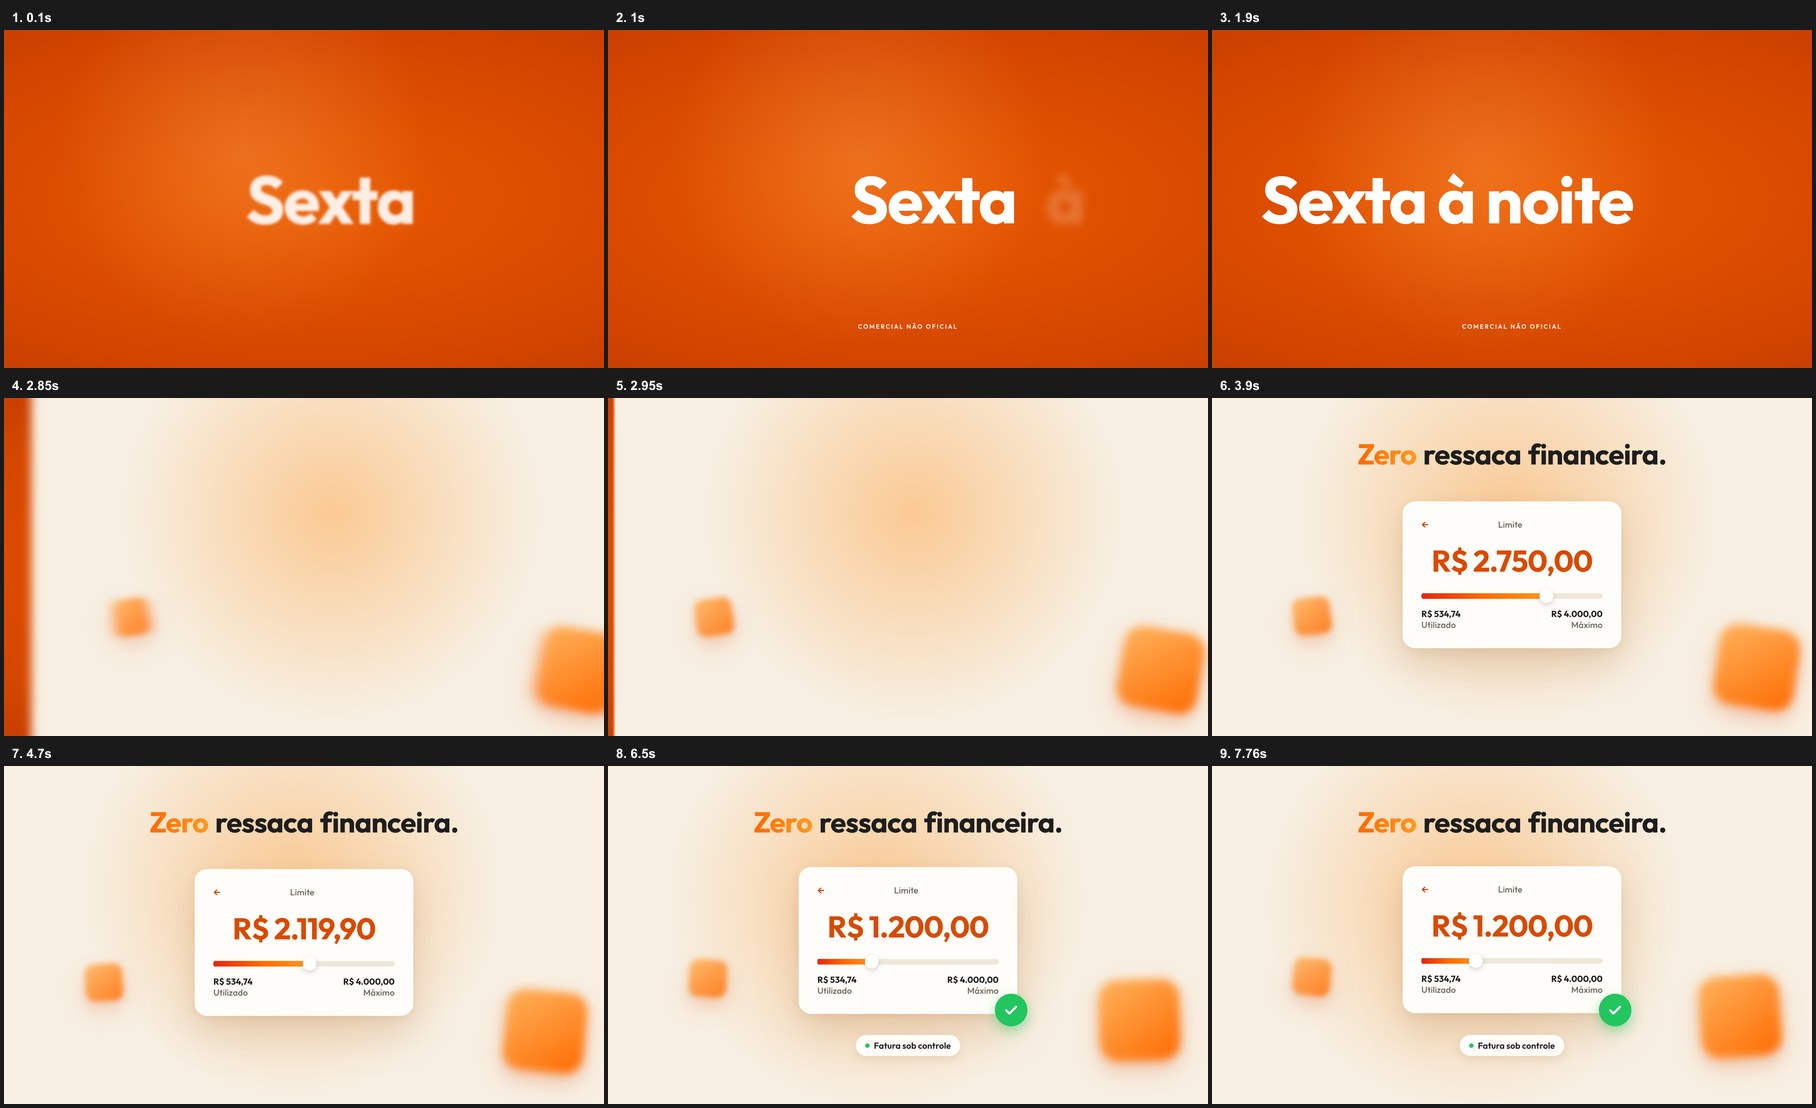 1. 0.1s
Sexta
2. 1s
Sexta à
COMERCIAL NÃO OFICIAL
3. 1.9s
Sexta à noite
COMERCIAL NÃO OFICIAL
4. 2.85s
5. 2.95s
6. 3.9s
Zero ressaca financeira.
← Limite
R$ 2.750,00
R$ 534,74 R$ 4.000,00
Utilizado Máximo
7. 4.7s
Zero ressaca financeira.
← Limite
R$ 2.119,90
R$ 534,74 R$ 4.000,00
Utilizado Máximo
8. 6.5s
Zero ressaca financeira.
← Limite
R$ 1.200,00
R$ 534,74 R$ 4.000,00
Utilizado Máximo
Fatura sob controle
9. 7.76s
Zero ressaca financeira.
← Limite
R$ 1.200,00
R$ 534,74 R$ 4.000,00
Utilizado Máximo
Fatura sob controle